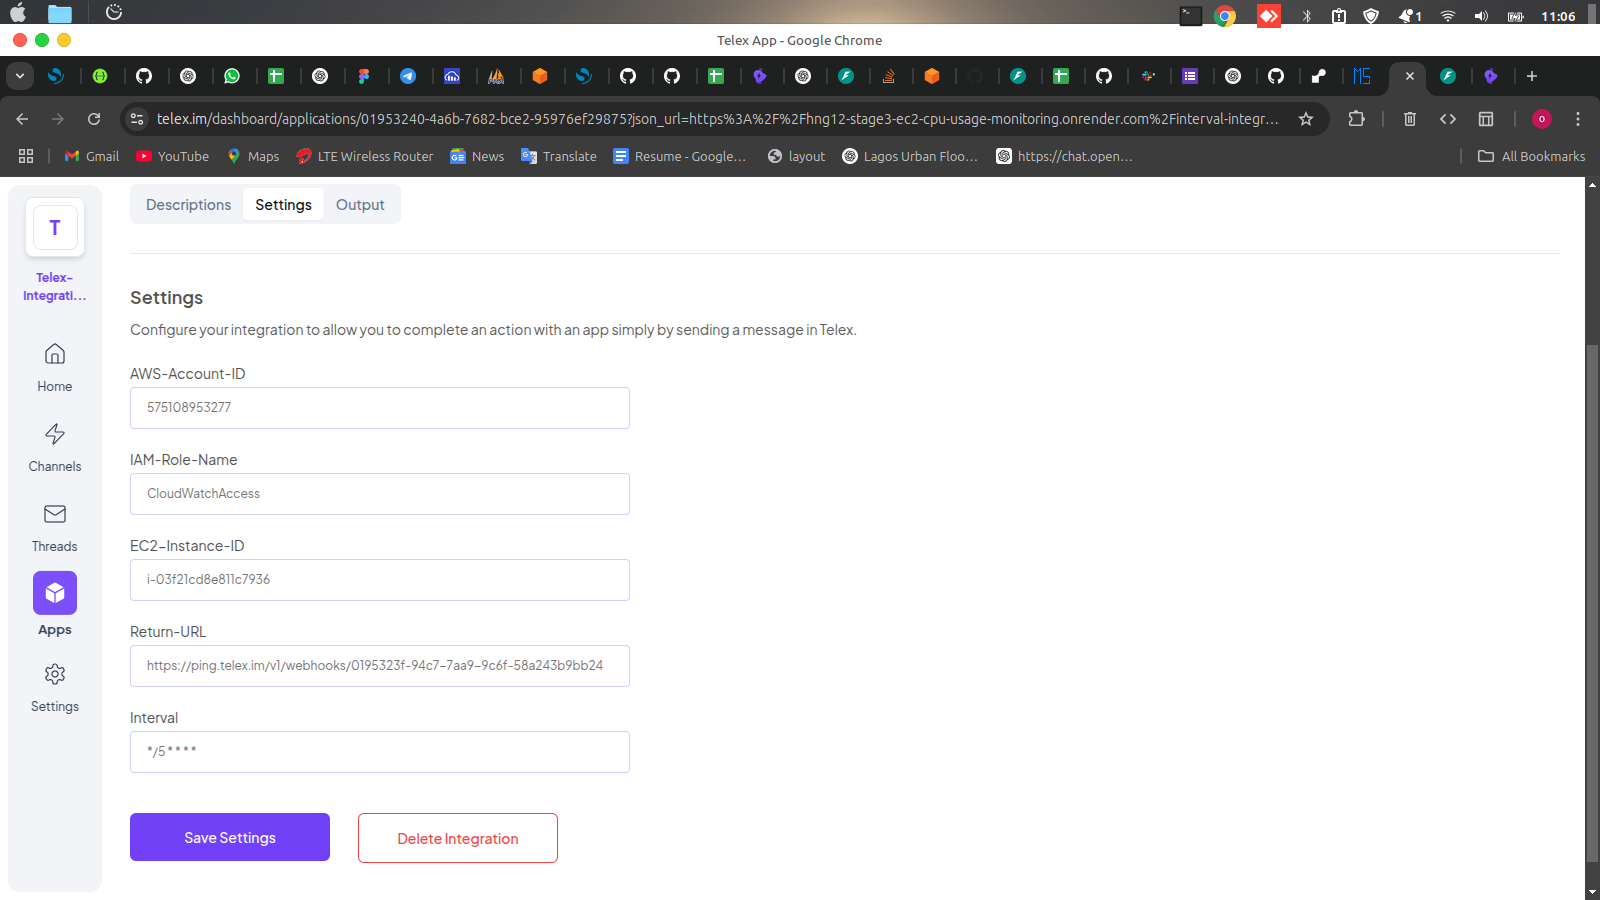 1
11:06
Telex App - Google Chrome
MS
telex.im/dashboard/applications/01953240-4a6b-7682-bce2-95976ef29875?json_url=https%3A%2F%2Fhng12-stage3-ec2-cpu-usage-monitoring.onrender.com%2Finterval-integr...
o
Gmail
YouTube
Maps
LTE Wireless Router
News
Translate
Resume - Google...
layout
Lagos Urban Floo...
https://chat.open...
All Bookmarks
T
Telex-
Integrati...
Home
Channels
Threads
Apps
Settings
Descriptions
Settings
Output
Settings
Configure your integration to allow you to complete an action with an app simply by sending a message in Telex.
AWS-Account-ID
575108953277
IAM-Role-Name
CloudWatchAccess
EC2-Instance-ID
i-03f21cd8e811c7936
Return-URL
https://ping.telex.im/v1/webhooks/0195323f-94c7-7aa9-9c6f-58a243b9bb24
Interval
*/5 * * * *
Save Settings
Delete Integration